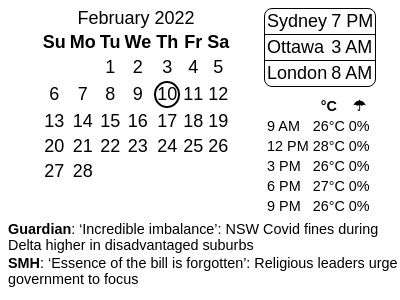 February 2022
Su Mo Tu We Th Fr Sa
1 2 3 4 5
6 7 8 9 10 11 12
13 14 15 16 17 18 19
20 21 22 23 24 25 26
27 28
Sydney 7 PM
Ottawa 3 AM
London 8 AM
°C ☂
9 AM 26°C 0%
12 PM 28°C 0%
3 PM 26°C 0%
6 PM 27°C 0%
9 PM 26°C 0%
Guardian: ‘Incredible imbalance’: NSW Covid fines during
Delta higher in disadvantaged suburbs
SMH: ‘Essence of the bill is forgotten’: Religious leaders urge
government to focus